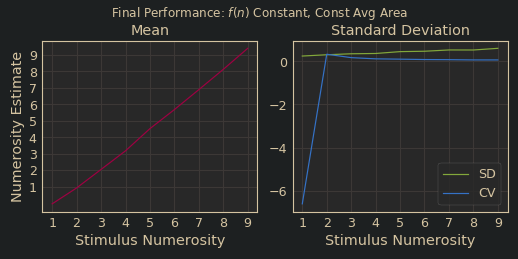 Final Performance: f(n) Constant, Const Avg Area
Mean
Standard Deviation
Numerosity Estimate
9
8
7
6
5
4
3
2
1
1 2 3 4 5 6 7 8 9
Stimulus Numerosity
0
−2
−4
−6
SD
CV
1 2 3 4 5 6 7 8 9
Stimulus Numerosity